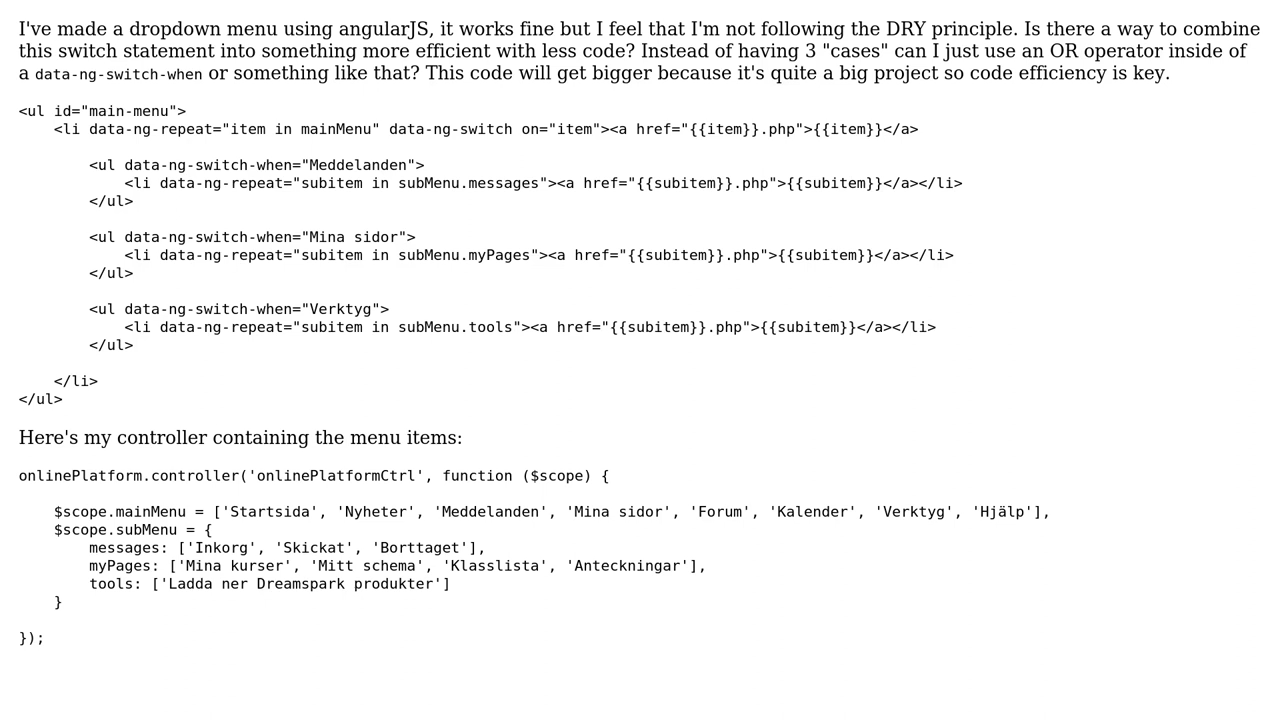 I've made a dropdown menu using angularJS, it works fine but I feel that I'm not following the DRY principle. Is there a way to combine
this switch statement into something more efficient with less code? Instead of having 3 "cases" can I just use an OR operator inside of
a data-ng-switch-when or something like that? This code will get bigger because it's quite a big project so code efficiency is key.
<ul id="main-menu">
    <li data-ng-repeat="item in mainMenu" data-ng-switch on="item"><a href="{{item}}.php">{{item}}</a>
        <ul data-ng-switch-when="Meddelanden">
            <li data-ng-repeat="subitem in subMenu.messages"><a href="{{subitem}}.php">{{subitem}}</a></li>
        </ul>
        <ul data-ng-switch-when="Mina sidor">
            <li data-ng-repeat="subitem in subMenu.myPages"><a href="{{subitem}}.php">{{subitem}}</a></li>
        </ul>
        <ul data-ng-switch-when="Verktyg">
            <li data-ng-repeat="subitem in subMenu.tools"><a href="{{subitem}}.php">{{subitem}}</a></li>
        </ul>
    </li>
</ul>
Here's my controller containing the menu items:
onlinePlatform.controller('onlinePlatformCtrl', function ($scope) {
    $scope.mainMenu = ['Startsida', 'Nyheter', 'Meddelanden', 'Mina sidor', 'Forum', 'Kalender', 'Verktyg', 'Hjälp'],
    $scope.subMenu = {
        messages: ['Inkorg', 'Skickat', 'Borttaget'],
        myPages: ['Mina kurser', 'Mitt schema', 'Klasslista', 'Anteckningar'],
        tools: ['Ladda ner Dreamspark produkter']
    }
});